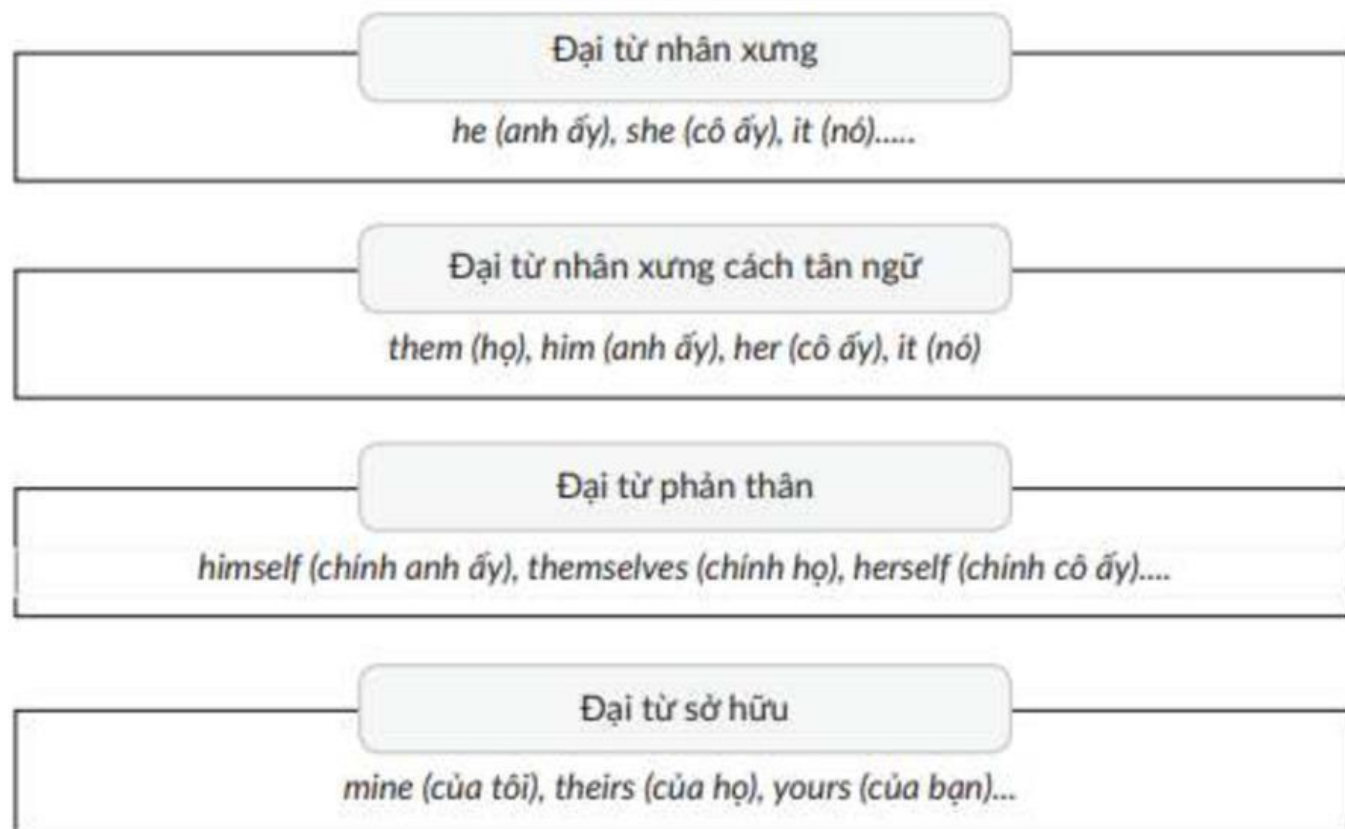 Đại từ nhân xưng
he (anh ấy), she (cô ấy), it (nó).....
Đại từ nhân xưng cách tân ngữ
them (họ), him (anh ấy), her (cô ấy), it (nó)
Đại từ phản thân
himself (chính anh ấy), themselves (chính họ), herself (chính cô ấy)....
Đại từ sở hữu
mine (của tôi), theirs (của họ), yours (của bạn)...